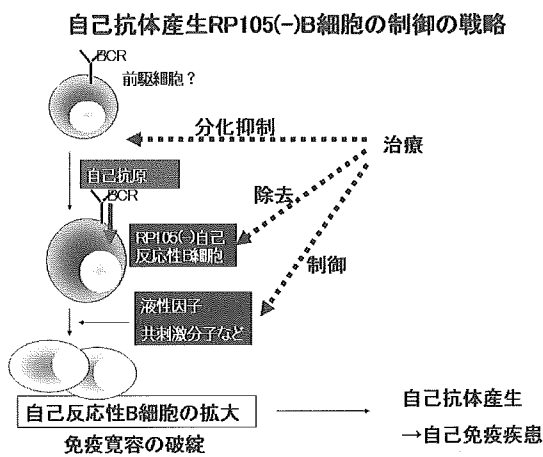 自己抗体産生RP105(-)B細胞の制御の戦略
BCR
前駆細胞?
分化抑制
治療
自己抗原
BCR
除去
RP105(-)自己
反応性B細胞
制御
液性因子
共刺激分子など
自己反応性B細胞の拡大
免疫寛容の破綻
自己抗体産生
→自己免疫疾患